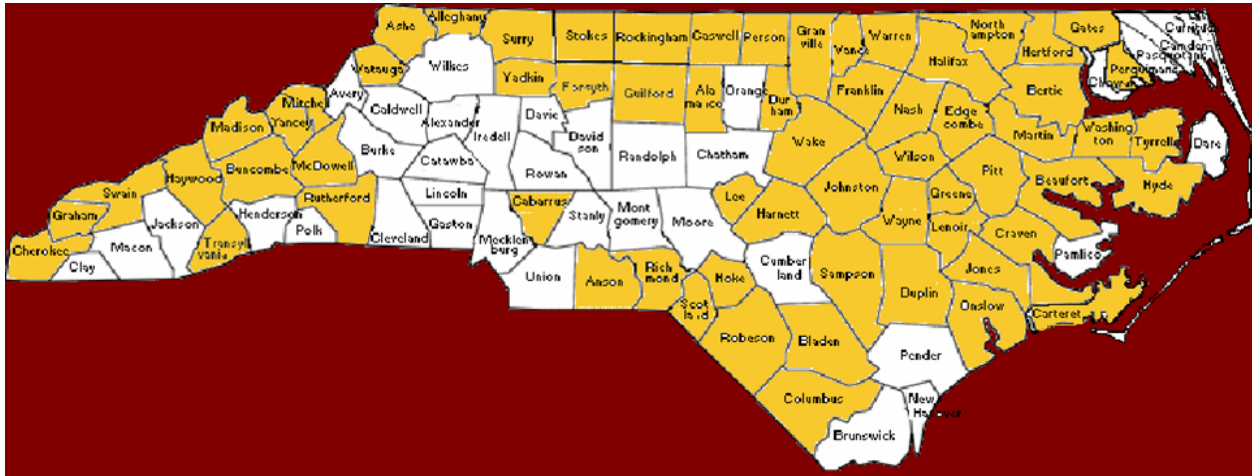 Ashe
Alleghany
Surry
Stokes
Rockingham
Caswell
Person
Gran
ville
Vance
Warren
North
ampton
Gates
Currituck
Camden
Pasquotank
Hertford
Halifax
Perquimans
Chowan
Watauga
Wilkes
Yadkin
Forsyth
Guilford
Ala
mance
Orange
Dur
ham
Franklin
Nash
Edge
combe
Bertie
Mitchel
Avery
Yancey
Caldwell
Alexander
Iredell
Davie
David
son
Randolph
Chatham
Wake
Wilson
Martin
Washing
ton
Tyrrell
Dare
Madison
Buncombe
McDowell
Burke
Catawba
Rowan
Haywood
Swain
Rutherford
Lincoln
Cabarrus
Stanly
Mont
gomery
Moore
Lee
Harnett
Johnston
Greene
Pitt
Beaufort
Hyde
Graham
Jackson
Henderson
Polk
Cleveland
Gaston
Wayne
Lenoir
Craven
Cherokee
Macon
Transyl
vania
Mecklen
burg
Clay
Union
Anson
Rich
mond
Hoke
Scot
land
Cumber
land
Sampson
Duplin
Jones
Pamlico
Onslow
Carteret
Robeson
Bladen
Pender
Columbus
New
Hanover
Brunswick